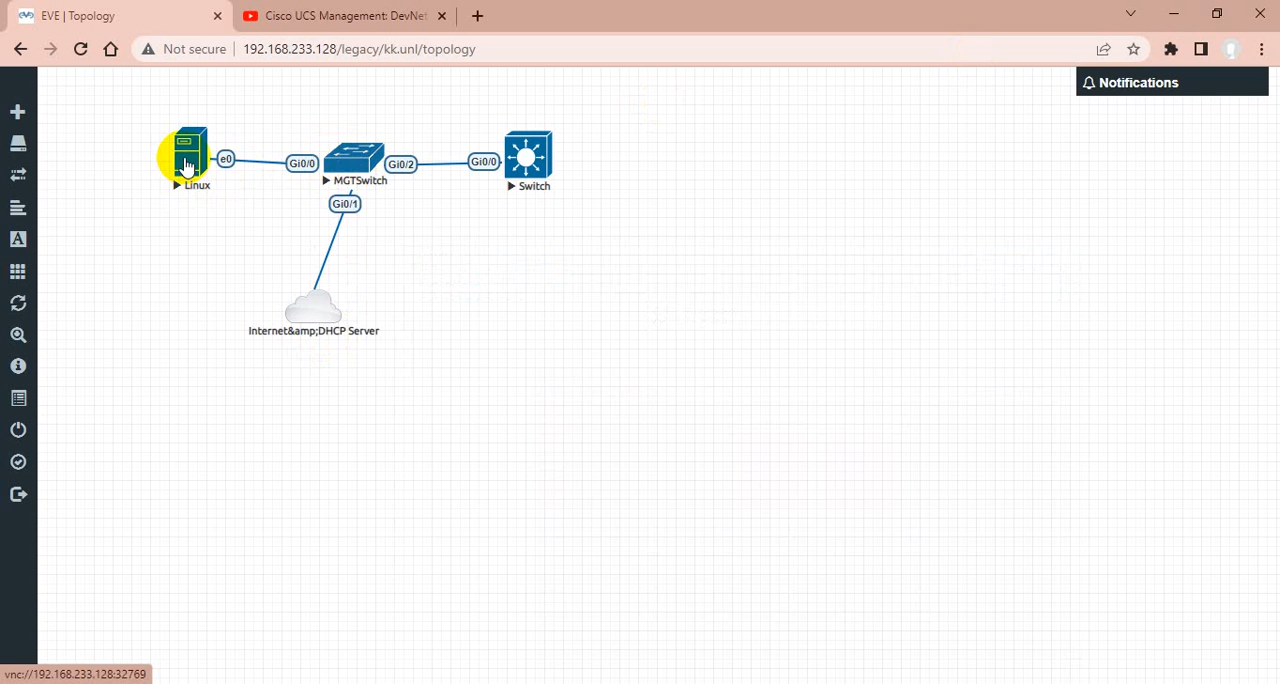 EVE | Topology
Cisco UCS Management: DevNet
Not secure
192.168.233.128/legacy/kk.unl/topology
Notifications
e0
Gi0/0
Gi0/2
Gi0/0
Linux
MGTSwitch
Switch
Gi0/1
A
Internet&amp;DHCP Server
vnc://192.168.233.128:32769